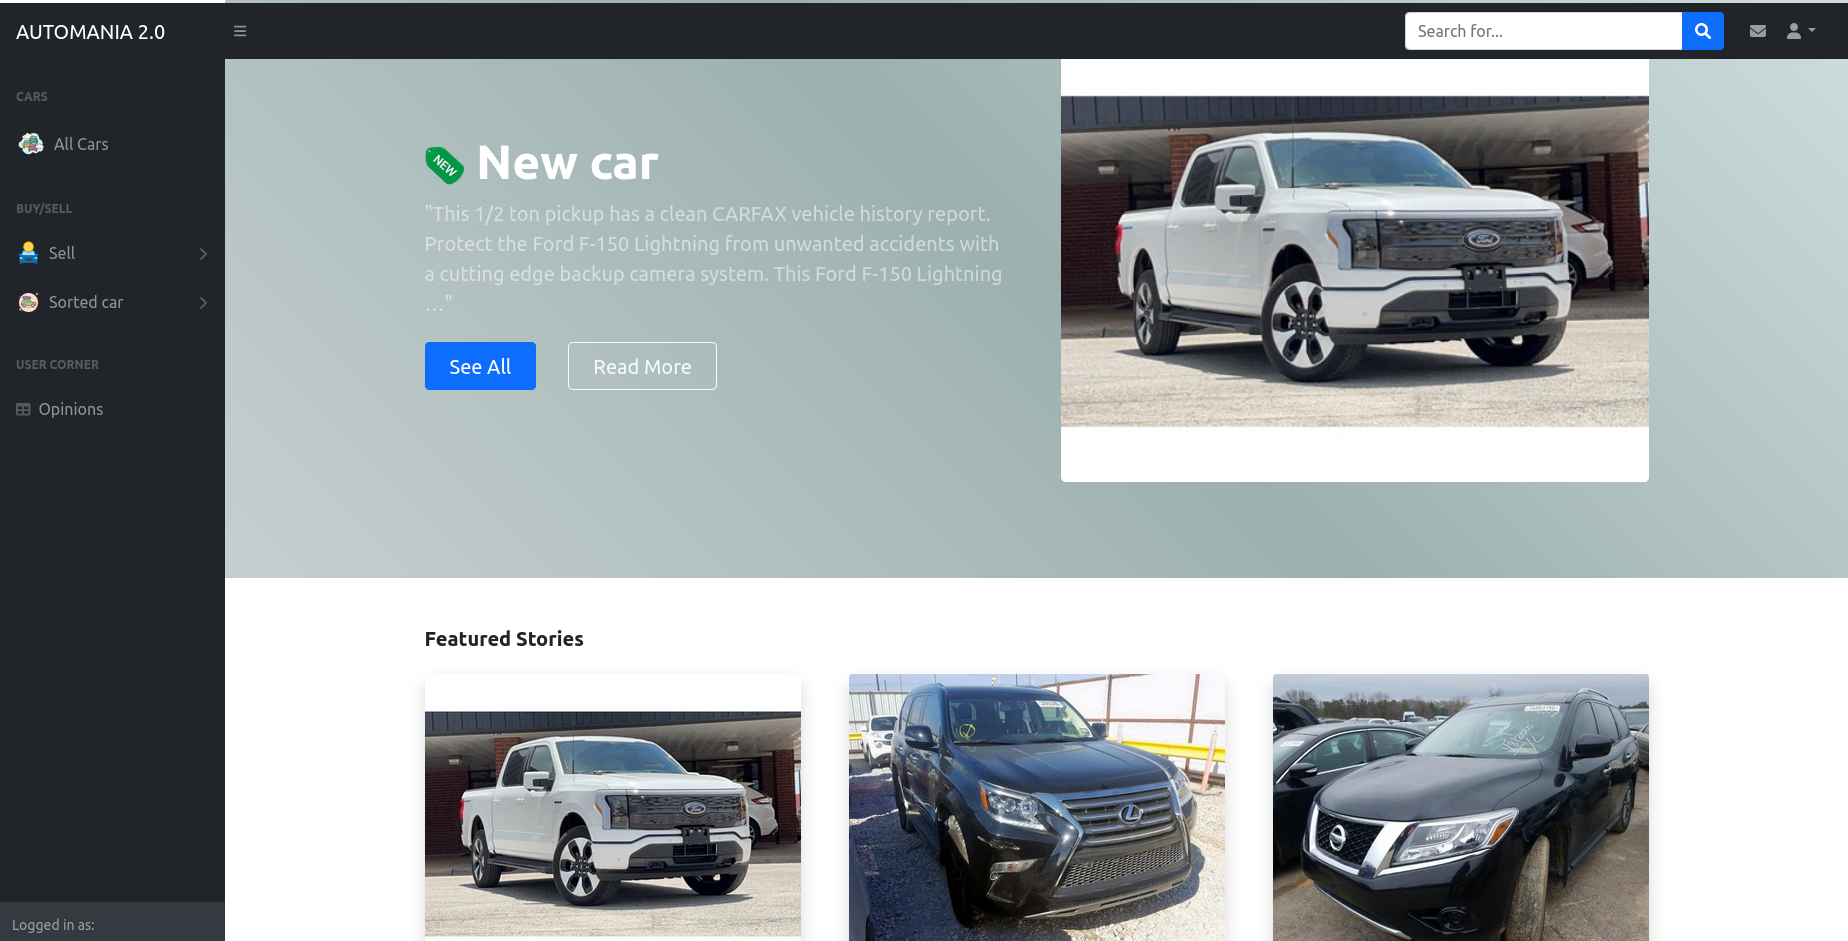 AUTOMANIA 2.0
Search for...
CARS
All Cars
BUY/SELL
Sell
Sorted car
USER CORNER
Opinions
Logged in as:
NEW
New car
"This 1/2 ton pickup has a clean CARFAX vehicle history report.
Protect the Ford F-150 Lightning from unwanted accidents with
a cutting edge backup camera system. This Ford F-150 Lightning
…"
See All
Read More
Ford
Featured Stories
Ford